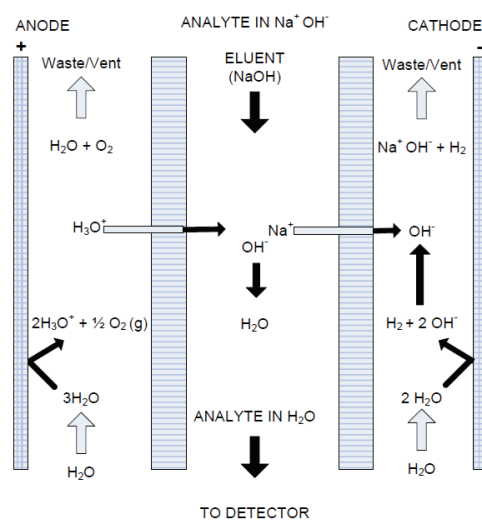 ANODE
ANALYTE IN Na⁺ OH⁻
CATHODE
+
-
Waste/Vent
ELUENT
(NaOH)
Waste/Vent
H₂O + O₂
Na⁺ OH⁻ + H₂
H₃O⁺
Na⁺
OH⁻
OH⁻
2H₃O⁺ + ½ O₂ (g)
H₂O
H₂ + 2 OH⁻
3H₂O
2 H₂O
ANALYTE IN H₂O
H₂O
H₂O
TO DETECTOR